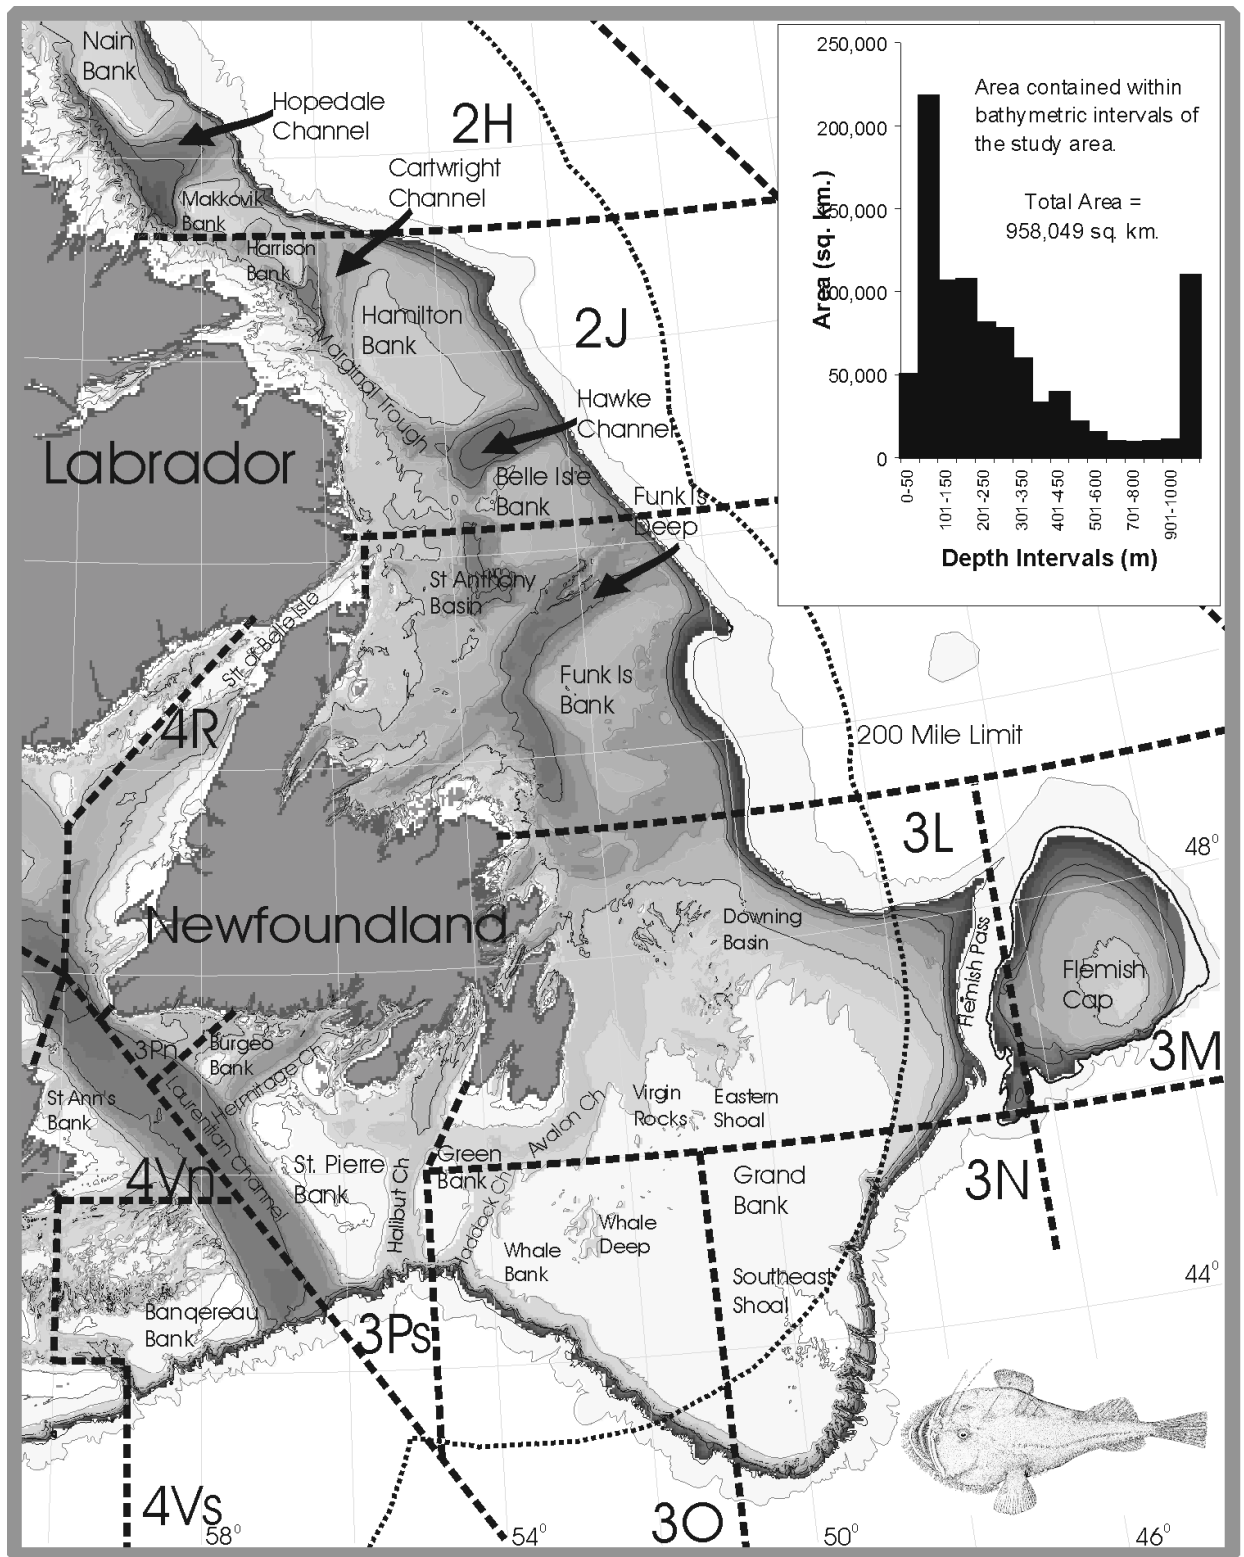 Nain
Bank
Hopedale
Channel
2H
Cartwright
Channel
Makkovik
Bank
Harrison
Bank
Hamilton
Bank
2J
Marginal Trough
Hawke
Channel
Labrador
Belle Isle
Bank
Funk Is
Deep
St Anthony
Basin
Str. of Belle Isle
Funk Is
Bank
4R
200 Mile Limit
3L
48⁰
Newfoundland
Downing
Basin
Flemish Pass
Flemish
Cap
3M
3Pn
Burgeo
Bank
Hermitage Ch
Laurentian Channel
St Ann's
Bank
Virgin
Rocks
Eastern
Shoal
Avalon Ch
4Vn
St. Pierre
Bank
Halibut Ch
Green
Bank
Haddock Ch
Grand
Bank
3N
Whale
Deep
Whale
Bank
Southeast
Shoal
44⁰
Banqereau
Bank
3Ps
4Vs
3O
58⁰
54⁰
50⁰
46⁰
250,000
200,000
150,000
100,000
50,000
0
Area (sq. km.)
Area contained within
bathymetric intervals of
the study area.
Total Area =
958,049 sq. km.
0-50
101-150
201-250
301-350
401-450
501-600
701-800
901-1000
Depth Intervals (m)